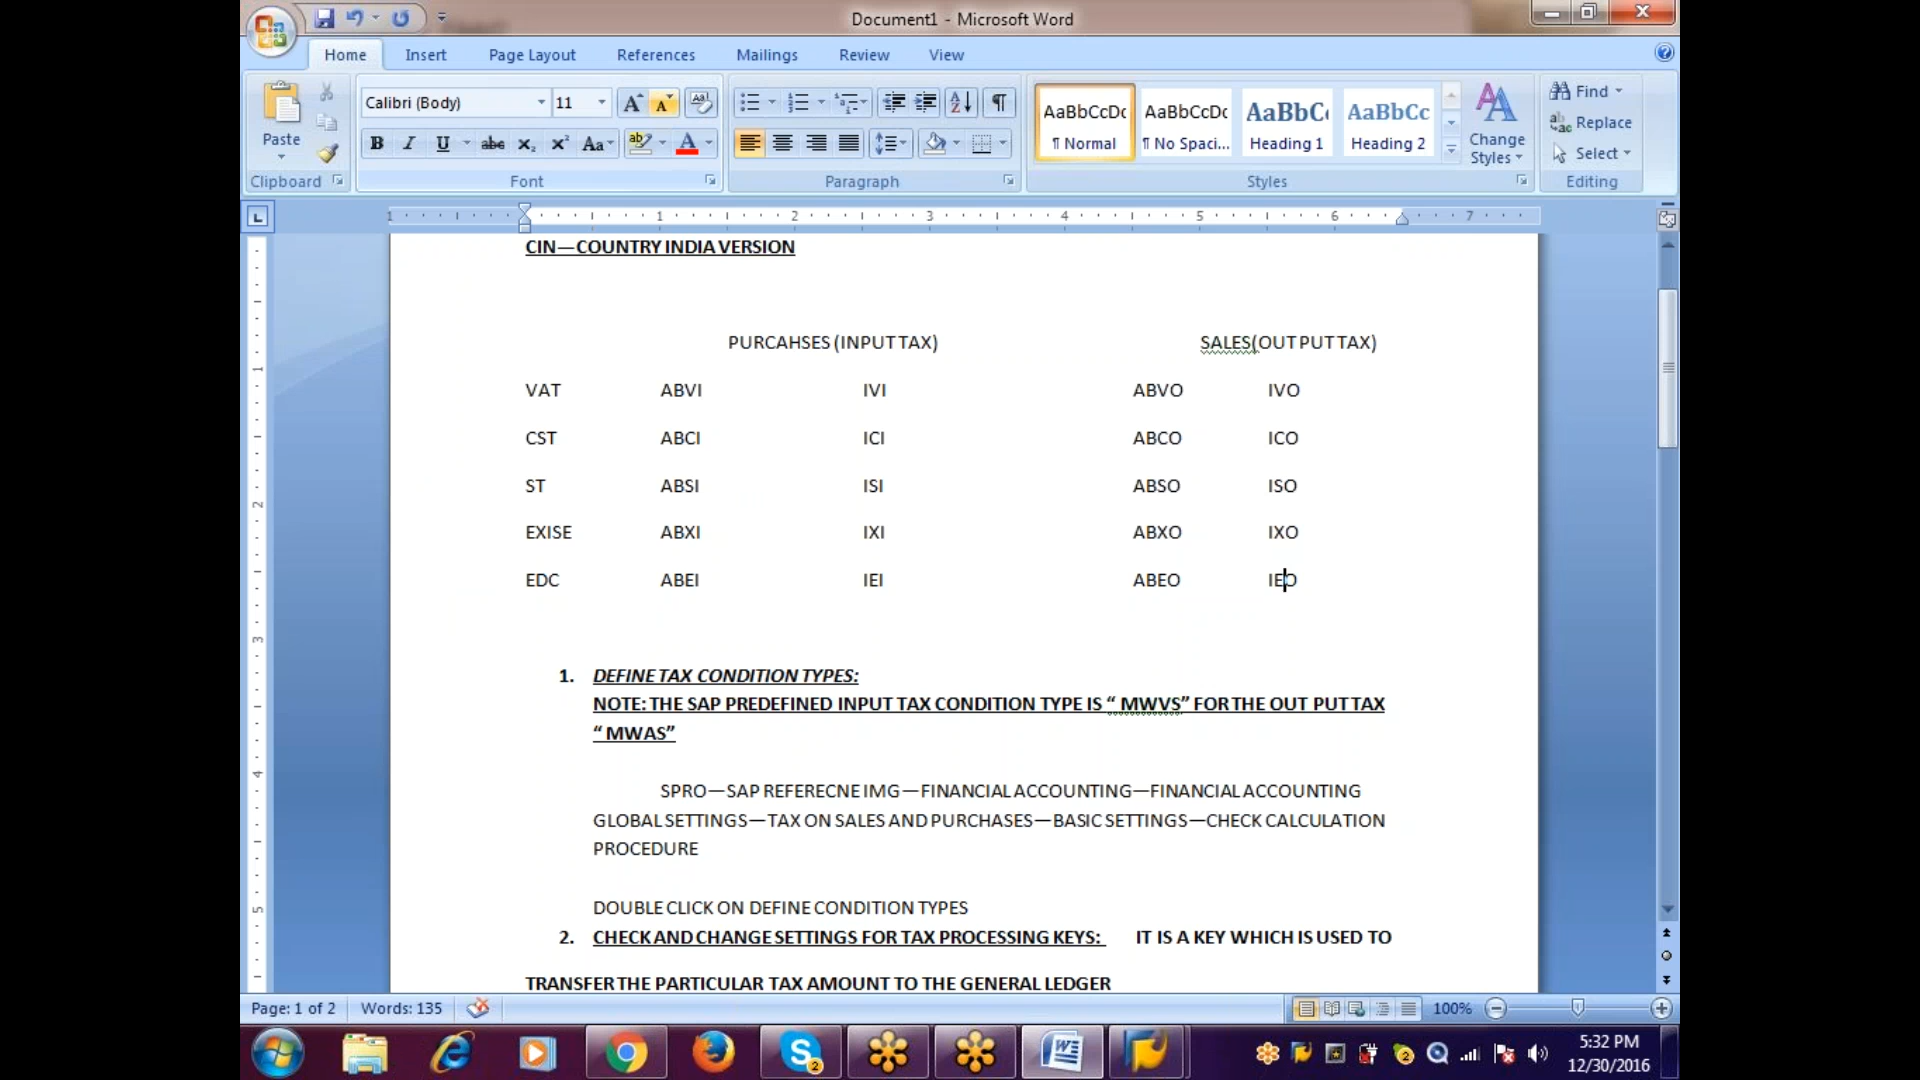 Document1 - Microsoft Word
Home Insert Page Layout References Mailings Review View
Calibri (Body) 11
Paste
AaBbCcDc AaBbCcDc AaBbC AaBbCc
¶ Normal ¶ No Spaci... Heading 1 Heading 2
Change Styles
Find
Replace
Select
Clipboard Font Paragraph Styles Editing
1 1 2 3 4 5 6 7
CIN—COUNTRY INDIA VERSION
PURCAHSES (INPUT TAX) SALES(OUT PUT TAX)
VAT ABVI IVI ABVO IVO
CST ABCI ICI ABCO ICO
ST ABSI ISI ABSO ISO
EXISE ABXI IXI ABXO IXO
EDC ABEI IEI ABEO IEO
1. DEFINE TAX CONDITION TYPES:
NOTE: THE SAP PREDEFINED INPUT TAX CONDITION TYPE IS “ MWVS” FOR THE OUT PUT TAX
“ MWAS”
SPRO—SAP REFERECNE IMG—FINANCIAL ACCOUNTING—FINANCIAL ACCOUNTING
GLOBAL SETTINGS—TAX ON SALES AND PURCHASES—BASIC SETTINGS—CHECK CALCULATION
PROCEDURE
DOUBLE CLICK ON DEFINE CONDITION TYPES
2. CHECK AND CHANGE SETTINGS FOR TAX PROCESSING KEYS: IT IS A KEY WHICH IS USED TO
TRANSFER THE PARTICULAR TAX AMOUNT TO THE GENERAL LEDGER
Page: 1 of 2 Words: 135 100%
5:32 PM
12/30/2016